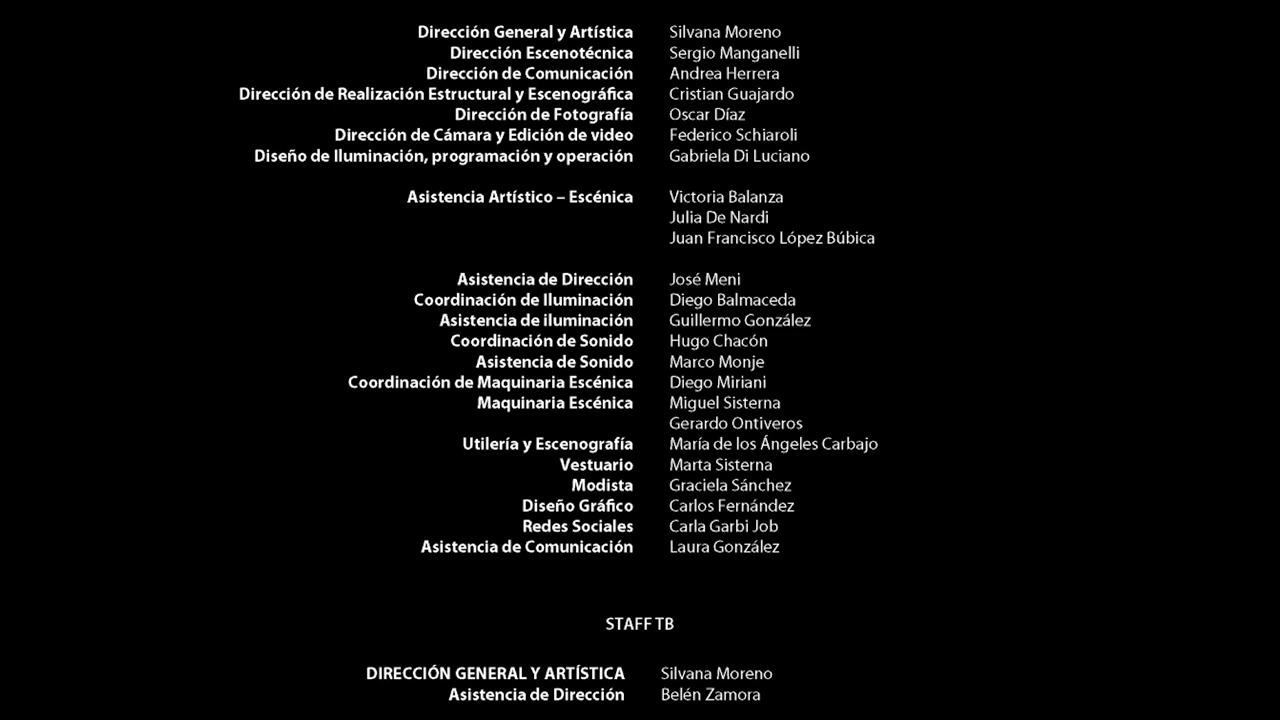 Dirección General y Artística Silvana Moreno
Dirección Escenotécnica Sergio Manganelli
Dirección de Comunicación Andrea Herrera
Dirección de Realización Estructural y Escenográfica Cristian Guajardo
Dirección de Fotografía Oscar Díaz
Dirección de Cámara y Edición de video Federico Schiaroli
Diseño de Iluminación, programación y operación Gabriela Di Luciano
Asistencia Artístico – Escénica Victoria Balanza
Julia De Nardi
Juan Francisco López Búbica
Asistencia de Dirección José Meni
Coordinación de Iluminación Diego Balmaceda
Asistencia de iluminación Guillermo González
Coordinación de Sonido Hugo Chacón
Asistencia de Sonido Marco Monje
Coordinación de Maquinaria Escénica Diego Miriani
Maquinaria Escénica Miguel Sisterna
Gerardo Ontiveros
Utilería y Escenografía María de los Ángeles Carbajo
Vestuario Marta Sisterna
Modista Graciela Sánchez
Diseño Gráfico Carlos Fernández
Redes Sociales Carla Garbi Job
Asistencia de Comunicación Laura González
STAFF TB
DIRECCIÓN GENERAL Y ARTÍSTICA Silvana Moreno
Asistencia de Dirección Belén Zamora